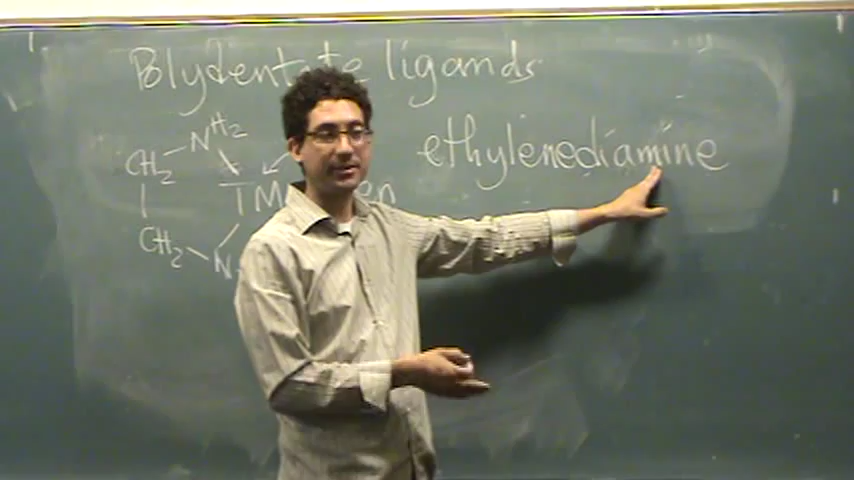 Polydentate ligands
ethylenediamine
NH2
CH2
TM en
CH2 N